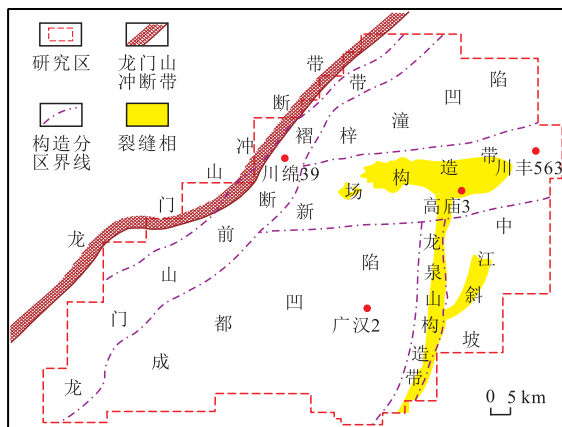 研究区
龙门山
冲断带
构造分
区界线
裂缝相
龙门山冲断带
龙门山前断褶带
梓潼凹陷
新场构造带
成都凹陷
龙泉山构造带
中江斜坡
川绵39
川丰563
高庙3
广汉2
0 5 km